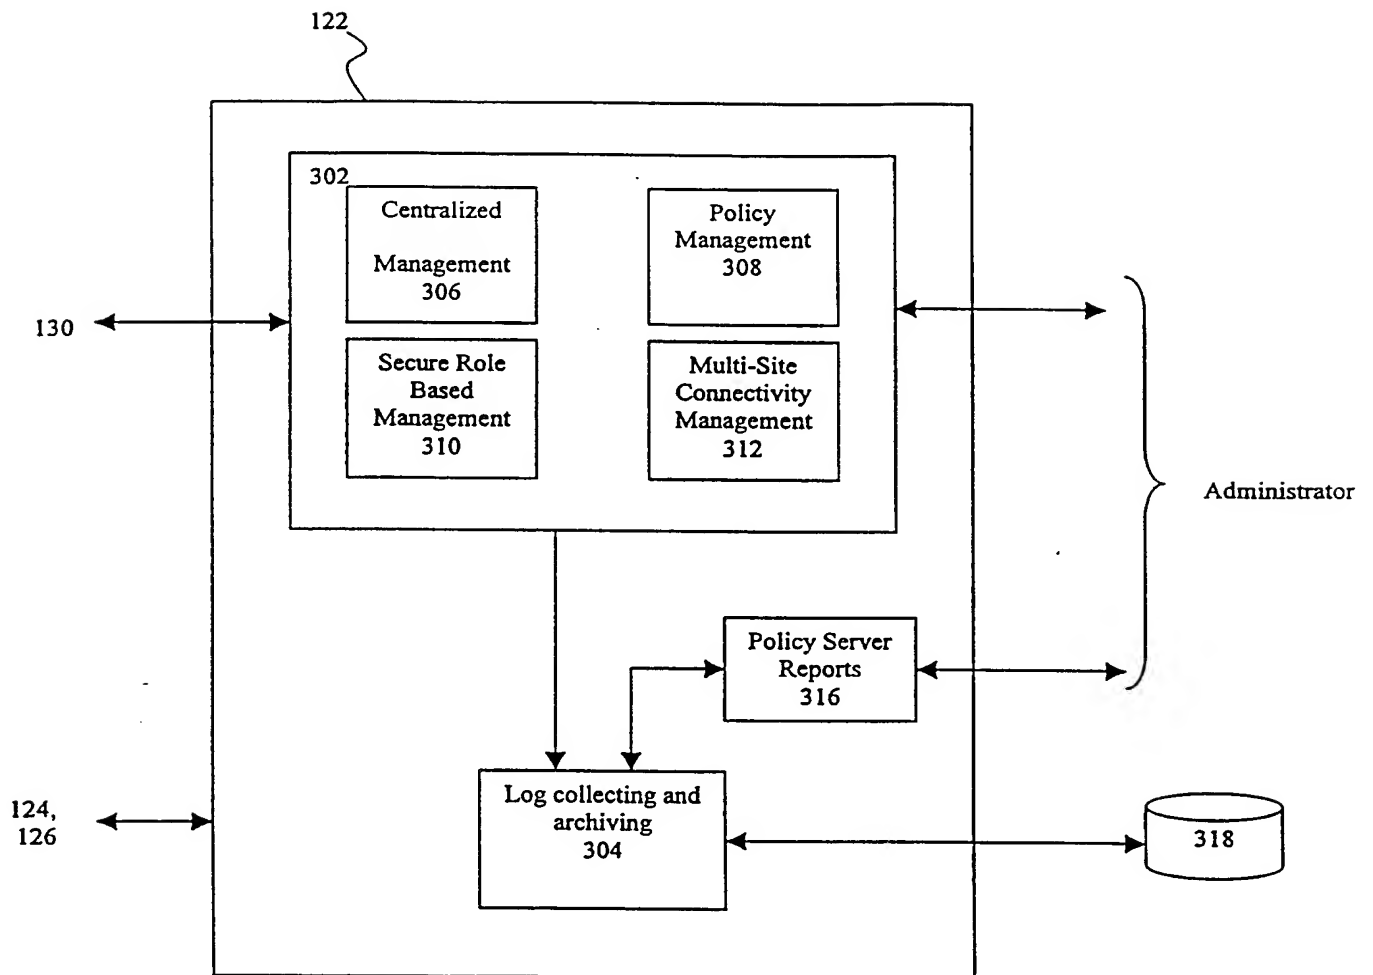 122
302
Centralized
Management
306
Policy
Management
308
130
Secure Role
Based
Management
310
Multi-Site
Connectivity
Management
312
Administrator
Policy Server
Reports
316
124,
126
Log collecting and
archiving
304
318